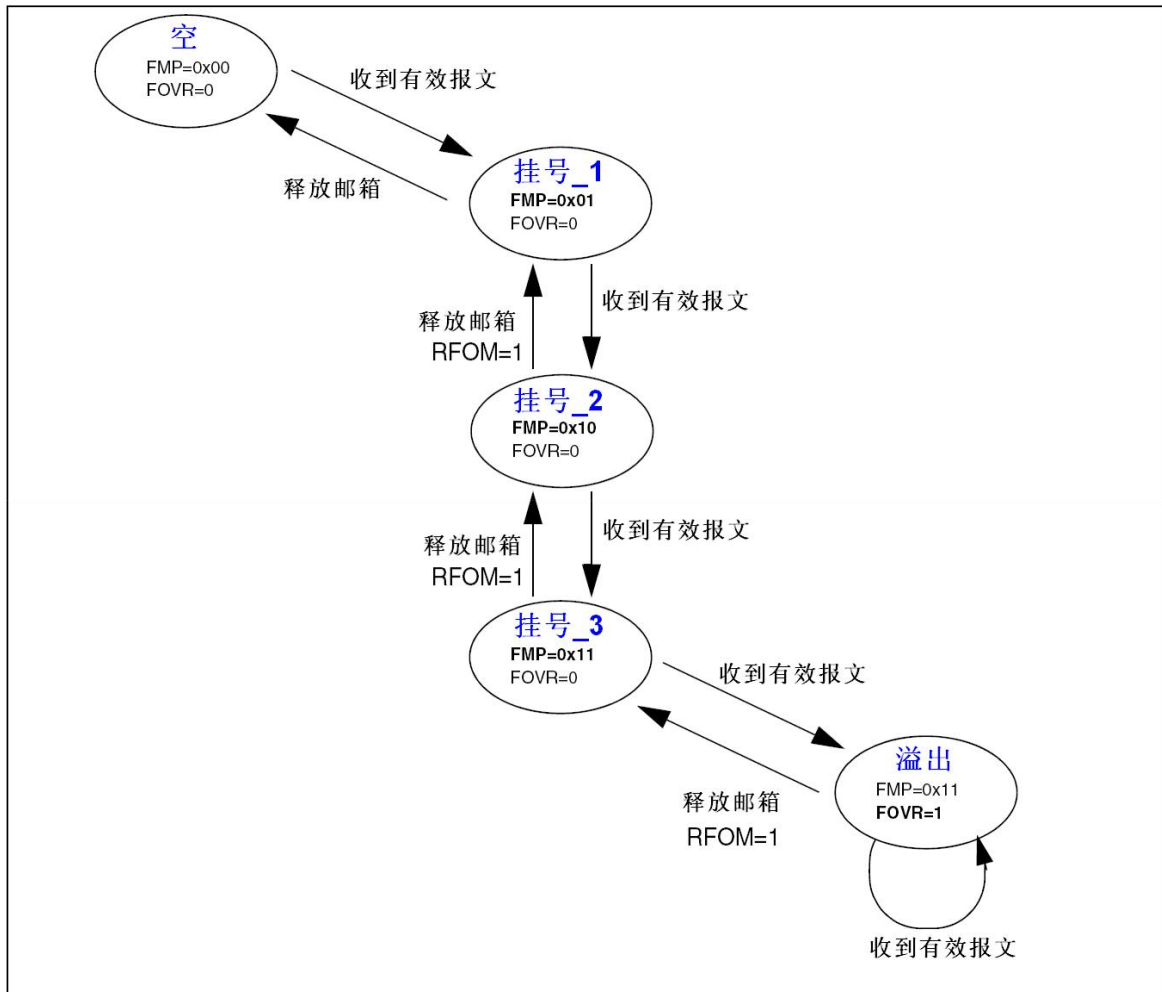 空
FMP=0x00
FOVR=0
收到有效报文
释放邮箱
挂号_1
FMP=0x01
FOVR=0
收到有效报文
释放邮箱
RFOM=1
挂号_2
FMP=0x10
FOVR=0
收到有效报文
释放邮箱
RFOM=1
挂号_3
FMP=0x11
FOVR=0
收到有效报文
溢出
FMP=0x11
FOVR=1
释放邮箱
RFOM=1
收到有效报文